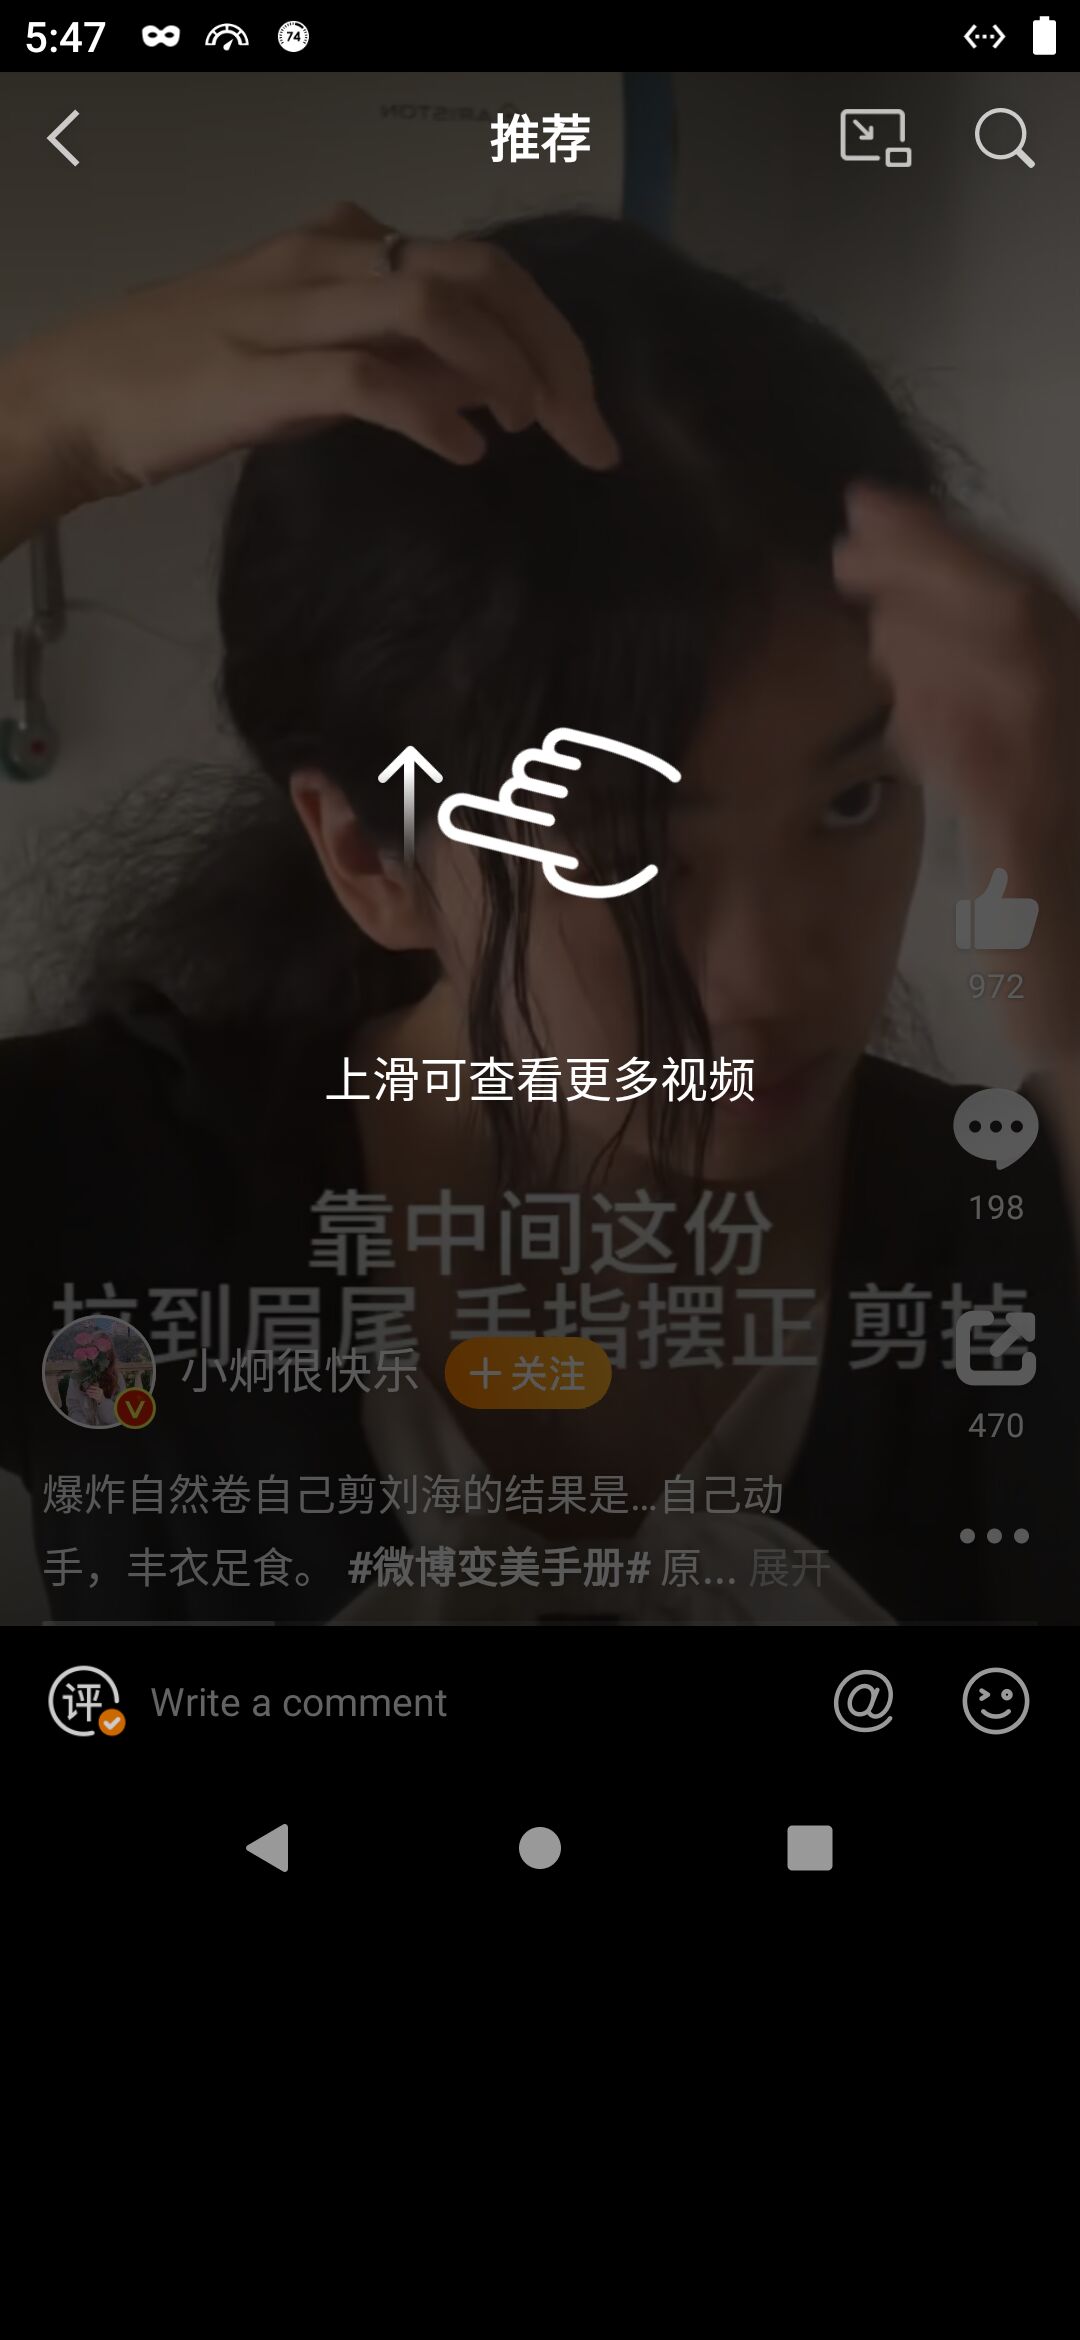 5:47
74
推荐
ARISTON
上滑可查看更多视频
972
198
靠中间这份
拉到眉尾 手指摆正 剪掉
小炯很快乐
+关注
470
爆炸自然卷自己剪刘海的结果是...自己动
手，丰衣足食。 #微博变美手册# 原... 展开
评
Write a comment